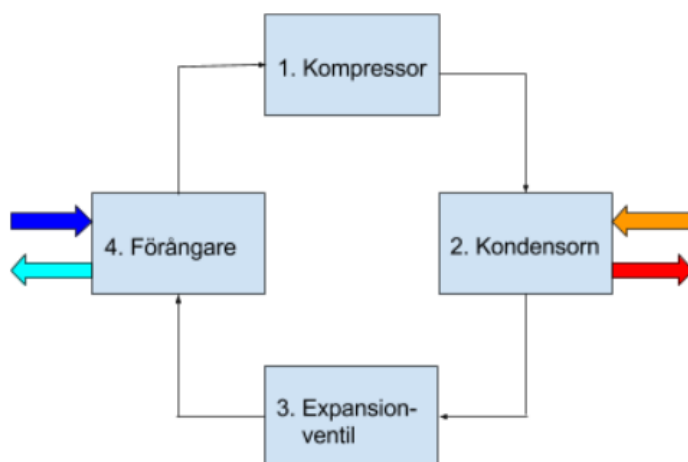 1. Kompressor
4. Förångare
2. Kondensorn
3. Expansion-
ventil